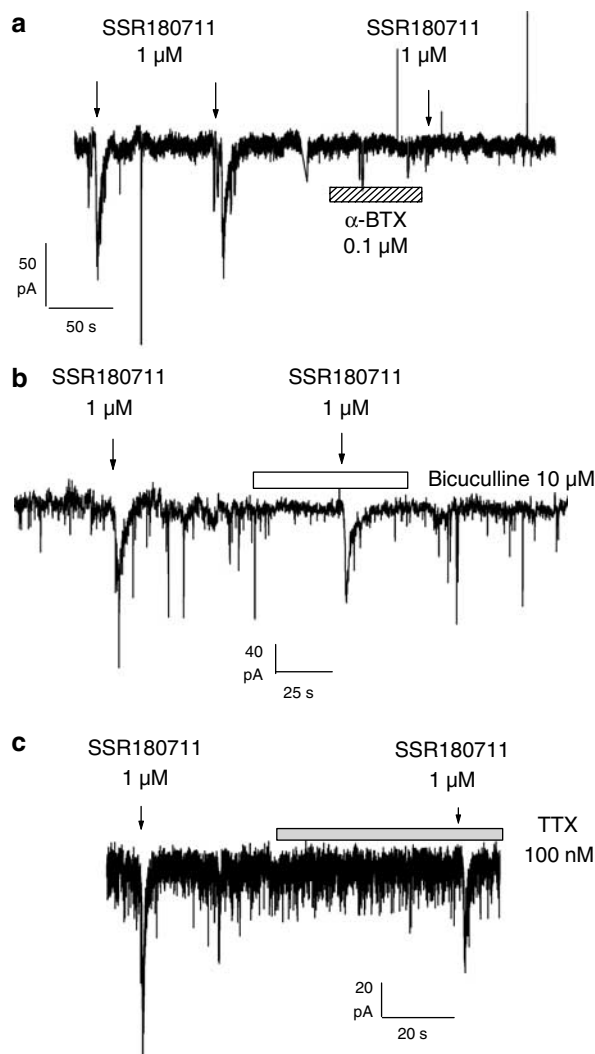 a
SSR180711
1 µM
SSR180711
1 µM
α-BTX
0.1 µM
50
pA
50 s
b
SSR180711
1 µM
SSR180711
1 µM
Bicuculline 10 µM
40
pA
25 s
c
SSR180711
1 µM
SSR180711
1 µM
TTX
100 nM
20
pA
20 s